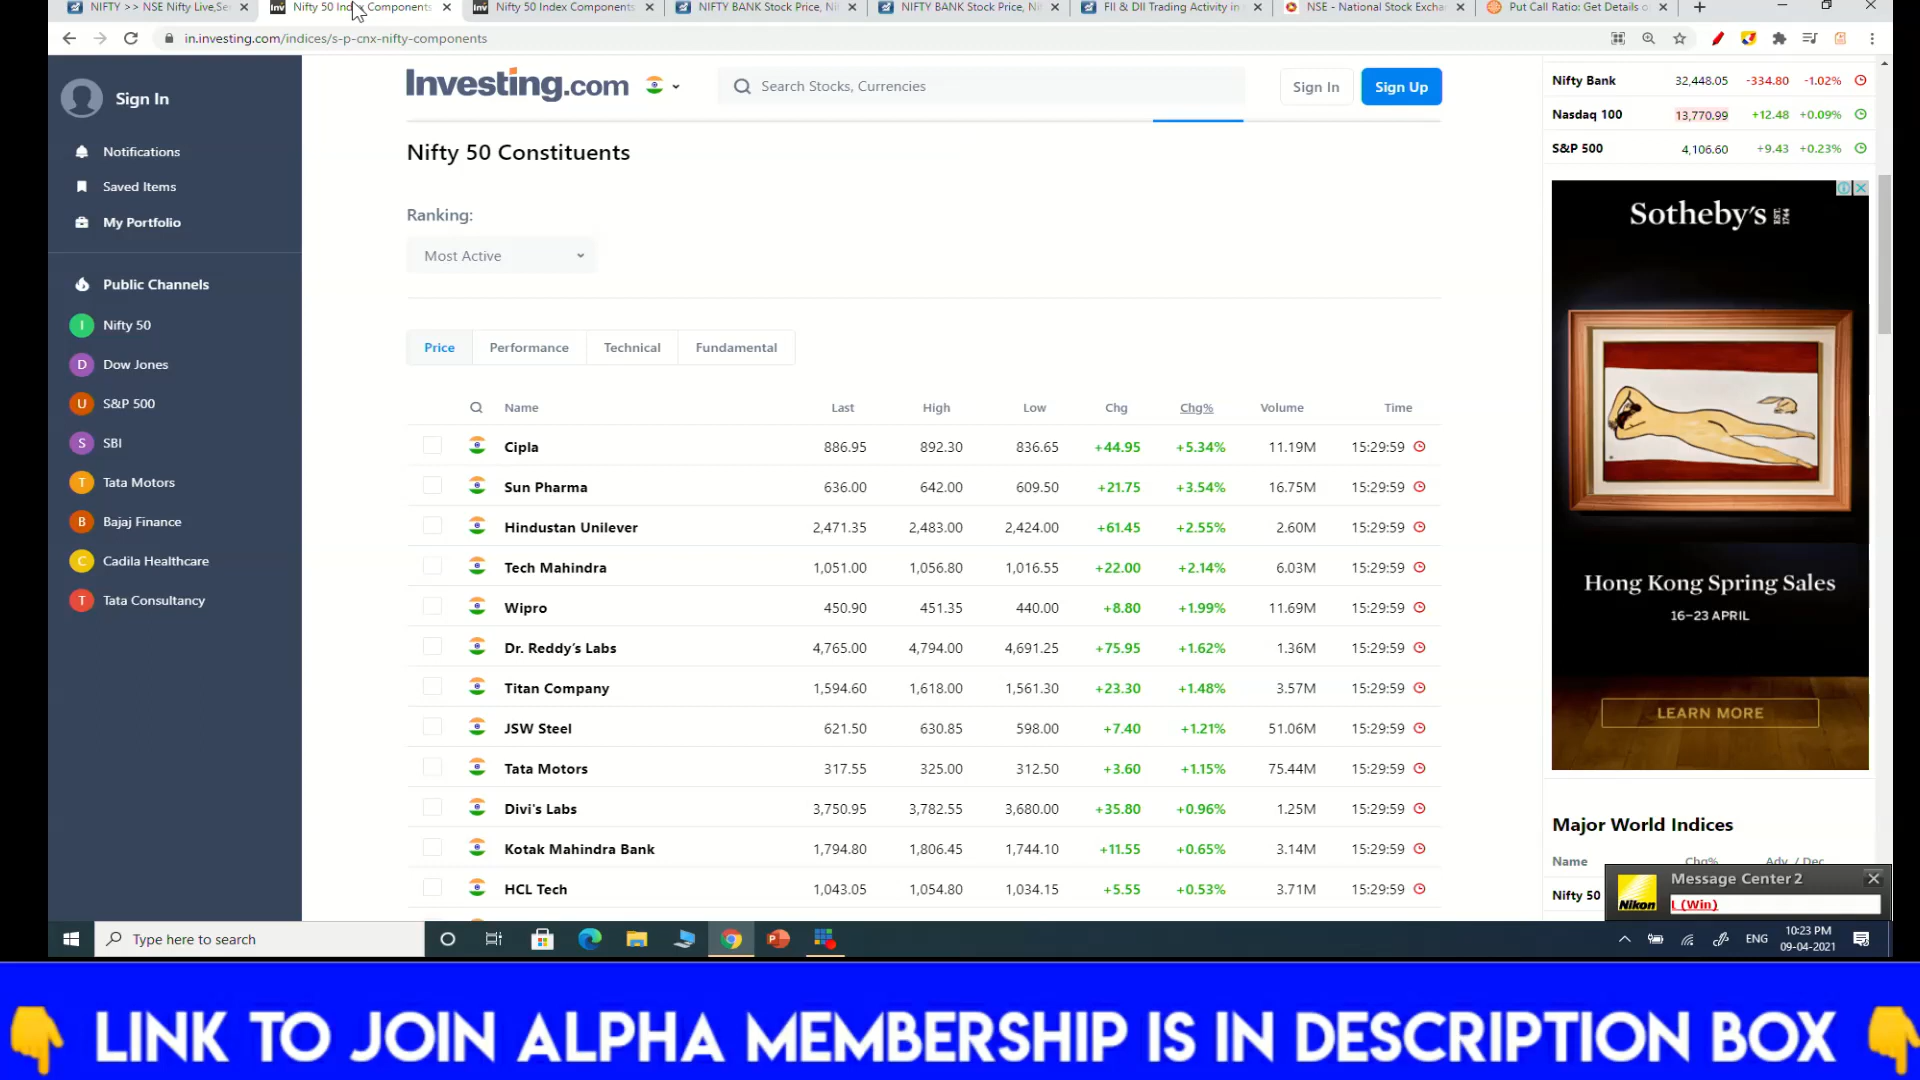 NIFTY >> NSE Nifty Live,Se
Nifty 50 Index Components
Nifty 50 Index Components
NIFTY BANK Stock Price, Ni
NIFTY BANK Stock Price, Ni
FII & DII Trading Activity in
NSE - National Stock Excha
Put Call Ratio: Get Details o
in.investing.com/indices/s-p-cnx-nifty-components
Sign In
Notifications
Saved Items
My Portfolio
Public Channels
I Nifty 50
D Dow Jones
U S&P 500
S SBI
T Tata Motors
B Bajaj Finance
C Cadila Healthcare
T Tata Consultancy
Investing.com
Search Stocks, Currencies
Sign In
Sign Up
Nifty 50 Constituents
Ranking:
Most Active
Price Performance Technical Fundamental
Name Last High Low Chg Chg% Volume Time
Cipla 886.95 892.30 836.65 +44.95 +5.34% 11.19M 15:29:59
Sun Pharma 636.00 642.00 609.50 +21.75 +3.54% 16.75M 15:29:59
Hindustan Unilever 2,471.35 2,483.00 2,424.00 +61.45 +2.55% 2.60M 15:29:59
Tech Mahindra 1,051.00 1,056.80 1,016.55 +22.00 +2.14% 6.03M 15:29:59
Wipro 450.90 451.35 440.00 +8.80 +1.99% 11.69M 15:29:59
Dr. Reddy's Labs 4,765.00 4,794.00 4,691.25 +75.95 +1.62% 1.36M 15:29:59
Titan Company 1,594.60 1,618.00 1,561.30 +23.30 +1.48% 3.57M 15:29:59
JSW Steel 621.50 630.85 598.00 +7.40 +1.21% 51.06M 15:29:59
Tata Motors 317.55 325.00 312.50 +3.60 +1.15% 75.44M 15:29:59
Divi's Labs 3,750.95 3,782.55 3,680.00 +35.80 +0.96% 1.25M 15:29:59
Kotak Mahindra Bank 1,794.80 1,806.45 1,744.10 +11.55 +0.65% 3.14M 15:29:59
HCL Tech 1,043.05 1,054.80 1,034.15 +5.55 +0.53% 3.71M 15:29:59
Nifty Bank 32,448.05 -334.80 -1.02%
Nasdaq 100 13,770.99 +12.48 +0.09%
S&P 500 4,106.60 +9.43 +0.23%
Sotheby's EST. 1744
Hong Kong Spring Sales
16–23 APRIL
LEARN MORE
Major World Indices
Name Chg% Adv. / Dec
Nifty 50
Message Center 2
Nikon
L (Win)
Type here to search
ENG
10:23 PM
09-04-2021
LINK TO JOIN ALPHA MEMBERSHIP IS IN DESCRIPTION BOX